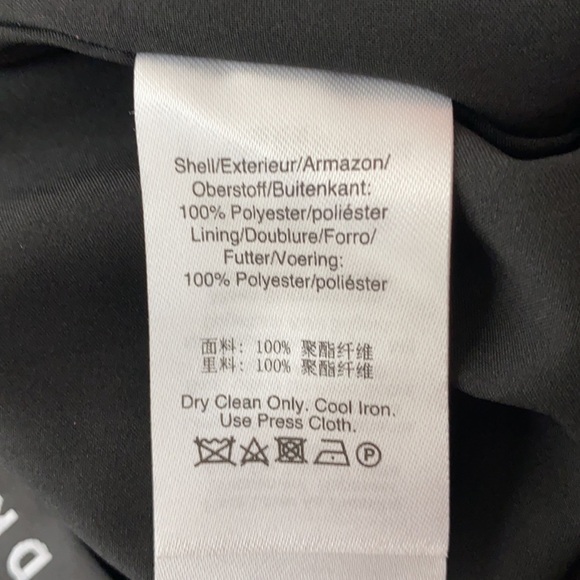 Shell/Exterieur/Armazon/
Oberstoff/Buitenkant:
100% Polyester/poliéster
Lining/Doublure/Forro/
Futter/Voering:
100% Polyester/poliéster
面料: 100% 聚酯纤维
里料: 100% 聚酯纤维
Dry Clean Only. Cool Iron.
Use Press Cloth.
P